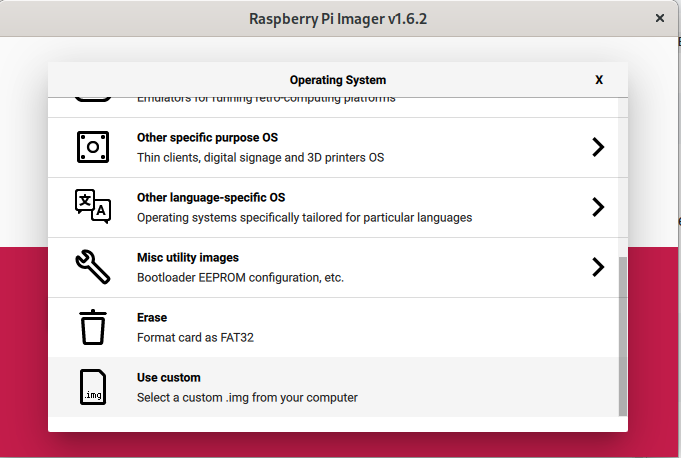 Raspberry Pi Imager v1.6.2
Operating System
X
Emulators for running retro-computing platforms
Other specific purpose OS
Thin clients, digital signage and 3D printers OS
文
A
Other language-specific OS
Operating systems specifically tailored for particular languages
Misc utility images
Bootloader EEPROM configuration, etc.
Erase
Format card as FAT32
Use custom
.img
Select a custom .img from your computer